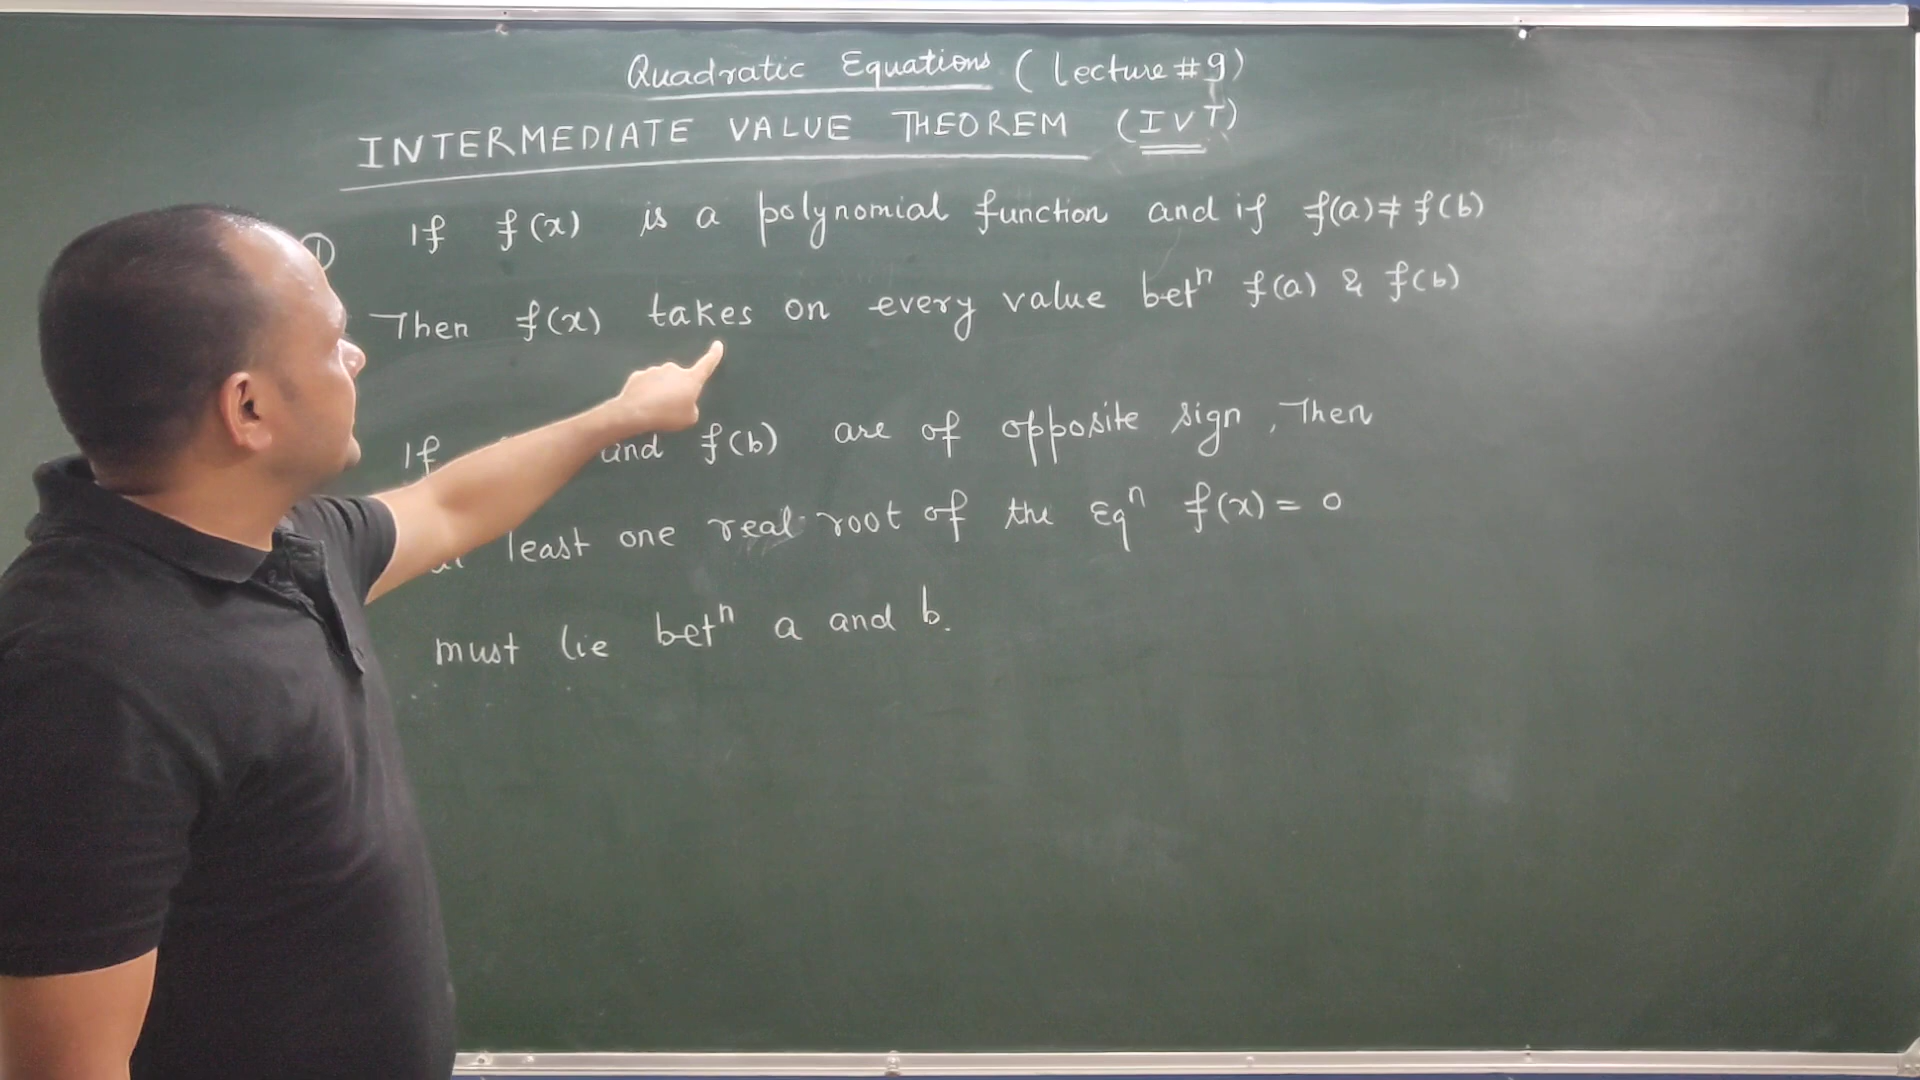 Quadratic Equations (Lecture #9)
INTERMEDIATE VALUE THEOREM (IVT)
① If f(x) is a polynomial function and if f(a)≠f(b)
Then f(x) takes on every value betⁿ f(a) & f(b)
If and f(b) are of opposite sign, Then
least one real root of the Eqⁿ f(x)=0
must lie betⁿ a and b.